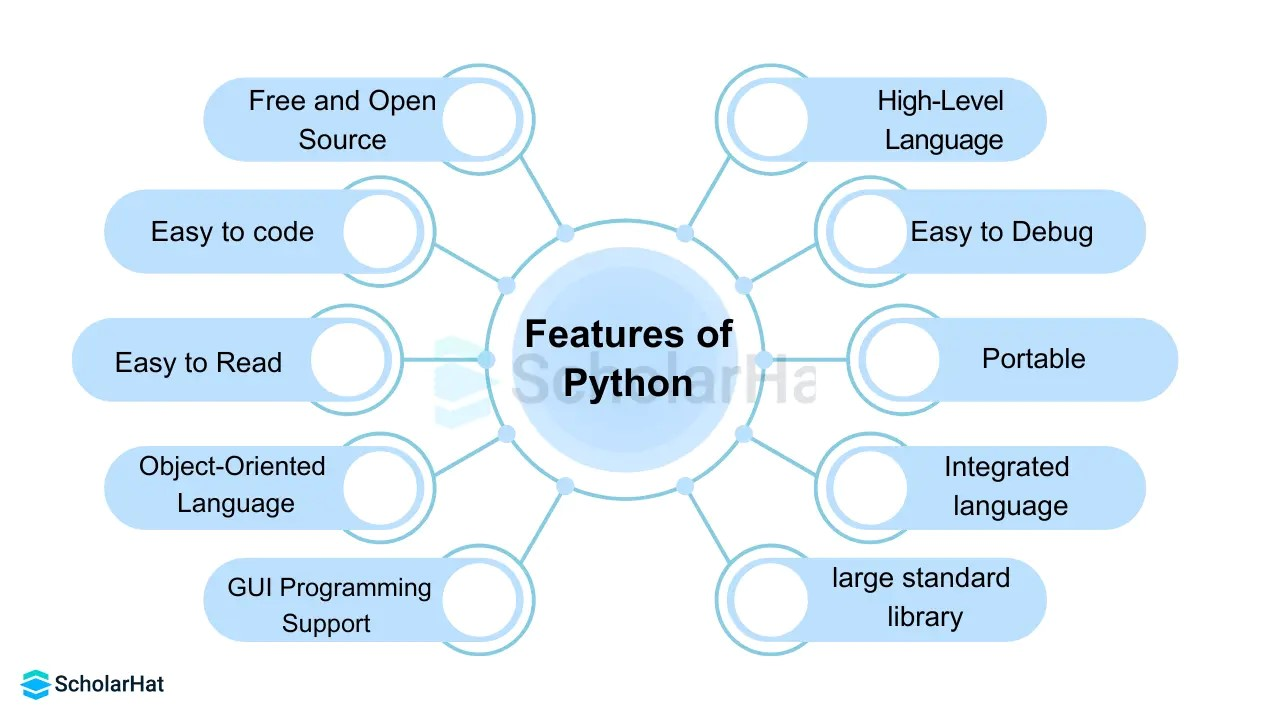 Free and Open
Source
High-Level
Language
Easy to code
Easy to Debug
Features of
Python
ScholarHa
Easy to Read
Portable
Object-Oriented
Language
Integrated
language
GUI Programming
Support
large standard
library
ScholarHat